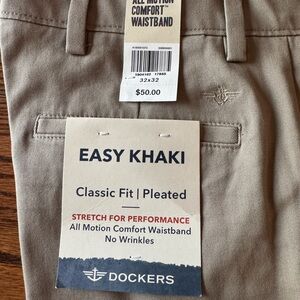 ALL MOTION
COMFORT™
WAISTBAND
32x32
$50.00
EASY KHAKI
Classic Fit | Pleated
STRETCH FOR PERFORMANCE
All Motion Comfort Waistband
No Wrinkles
DOCKERS